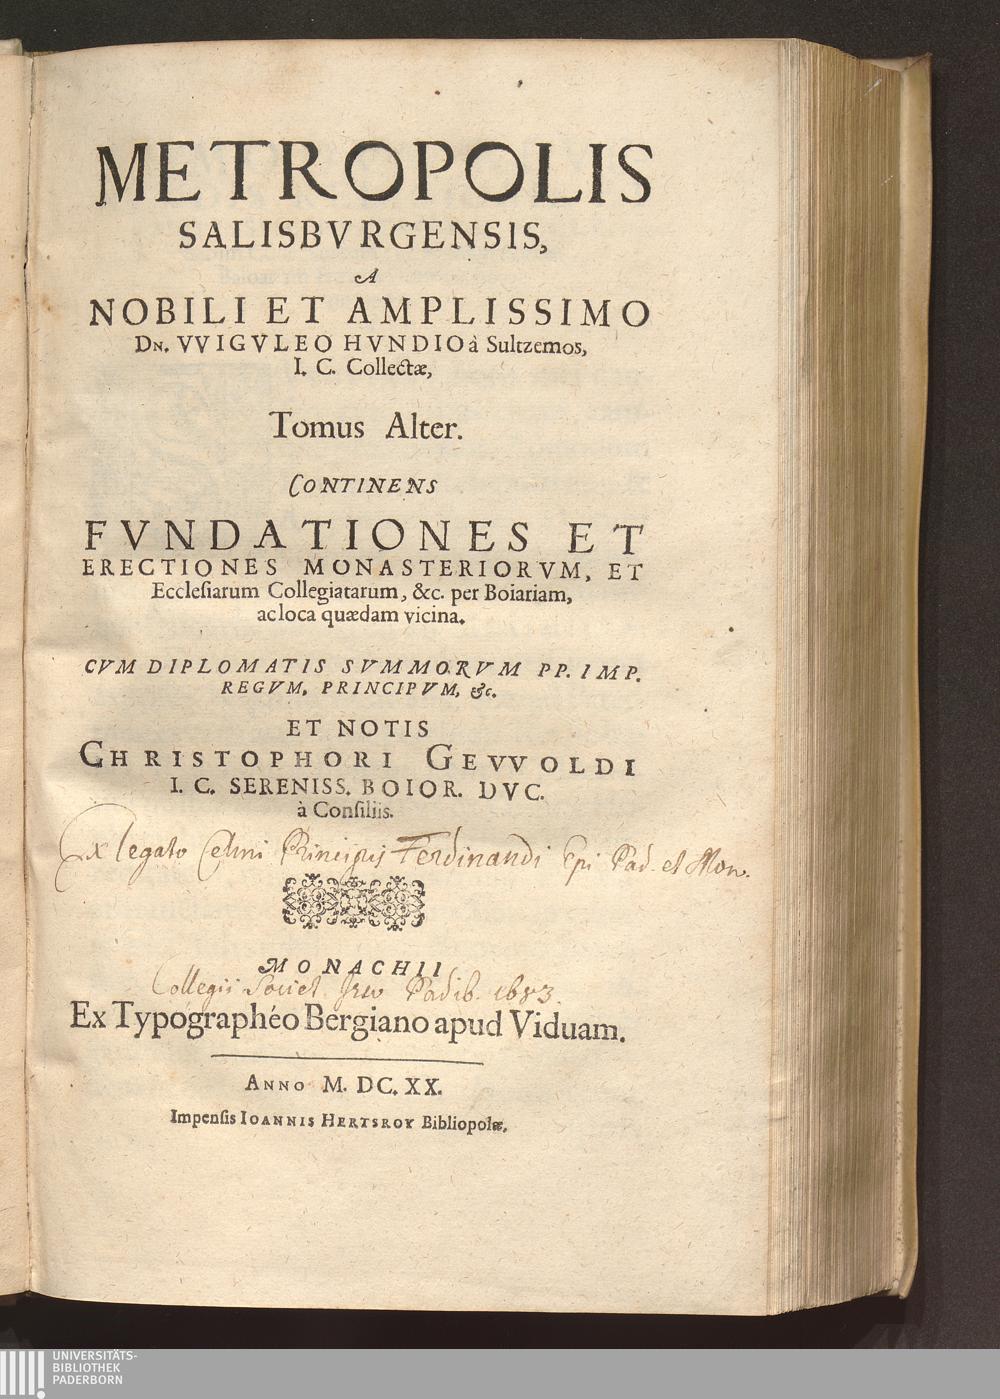 METROPOLIS
SALISBVRGENSIS,
A
NOBILI ET AMPLISSIMO
DN. VVIGVLEO HVNDIO à Sultzemos,
I. C. Collectæ,
Tomus Alter.
CONTINENS
FVNDATIONES ET
ERECTIONES MONASTERIORVM, ET
Ecclesiarum Collegiatarum, &c. per Boiariam,
ac loca quædam vicina.
CVM DIPLOMATIS SVMMORVM PP. IMP.
REGVM, PRINCIPVM, &c.
ET NOTIS
CHRISTOPHORI GEVVOLDI
I. C. SERENISS. BOIOR. DVC.
à Consiliis.
Ex legato Celsmi Principis Ferdinandi Epi Pad. et Mon.
MONACHII
Collegii Societ. Jesu Padib. 1683.
Ex Typógraphéo Bergiano apud Viduam.
ANNO M. DC. XX.
Impensis IOANNIS HERTSROY Bibliopolæ.
UNIVERSITÄTS-
BIBLIOTHEK
PADERBORN